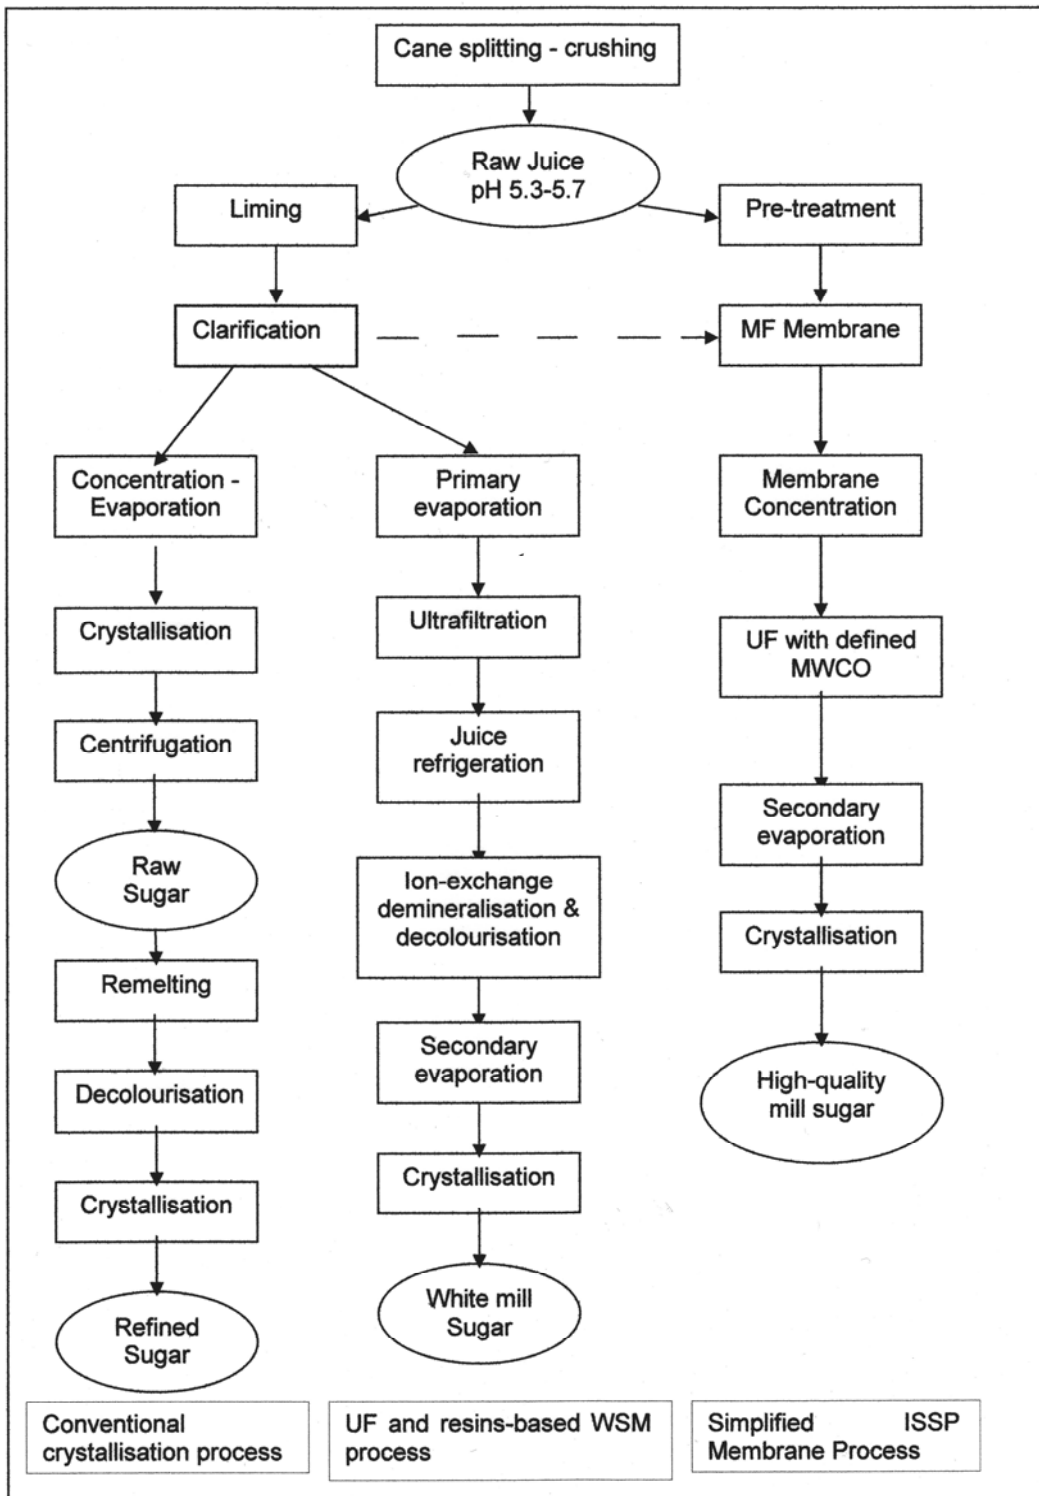 Cane splitting - crushing
Raw Juice
pH 5.3-5.7
Liming
Pre-treatment
Clarification
MF Membrane
Concentration -
Evaporation
Primary
evaporation
Membrane
Concentration
Crystallisation
Ultrafiltration
UF with defined
MWCO
Centrifugation
Juice
refrigeration
Secondary
evaporation
Raw
Sugar
Ion-exchange
demineralisation &
decolourisation
Crystallisation
Remelting
Secondary
evaporation
High-quality
mill sugar
Decolourisation
Crystallisation
Crystallisation
White mill
Sugar
Refined
Sugar
Conventional
crystallisation process
UF and resins-based WSM
process
Simplified ISSP
Membrane Process